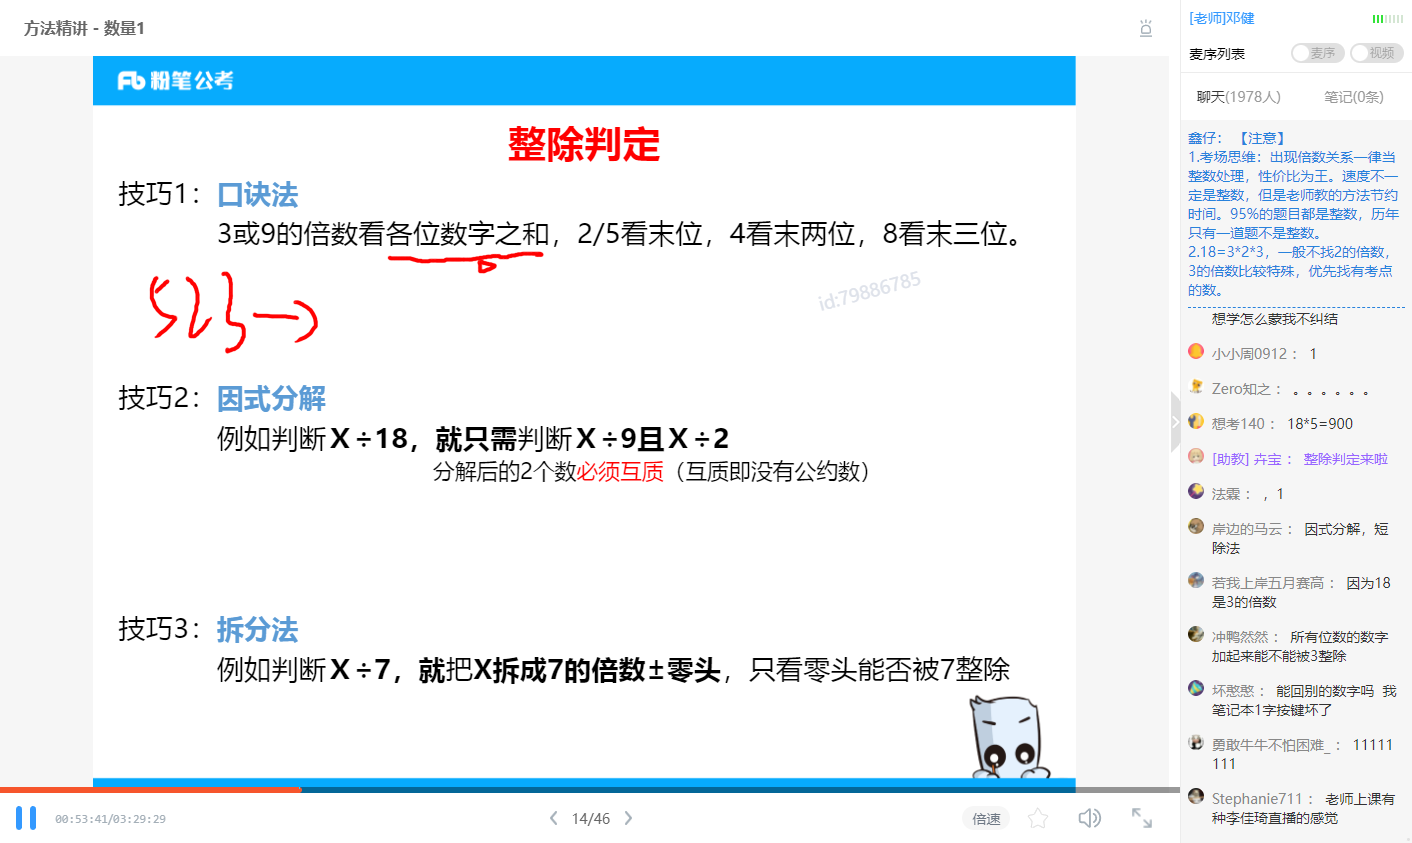 方法精讲 - 数量1
Fb 粉笔公考
整除判定
技巧1：口诀法
3或9的倍数看各位数字之和，2/5看末位，4看末两位，8看末三位。
id:79886785
523→
技巧2：因式分解
例如判断X÷18，就只需判断X÷9且X÷2
分解后的2个数必须互质（互质即没有公约数）
技巧3：拆分法
例如判断X÷7，就把X拆成7的倍数±零头，只看零头能否被7整除
00:53:41/03:29:29
14/46
倍速
[老师]邓健
麦序列表
麦序
视频
聊天(1978人)
笔记(0条)
鑫仔： 【注意】
1.考场思维：出现倍数关系一律当
整数处理，性价比为王。速度不一
定是整数，但是老师教的方法节约
时间。95%的题目都是整数，历年
只有一道题不是整数。
2.18=3*2*3，一般不找2的倍数，
3的倍数比较特殊，优先找有考点
的数。
想学怎么蒙我不纠结
小小周0912： 1
Zero知之： 。。。。。。
想考140： 18*5=900
[助教] 卉宝： 整除判定来啦
法霖： ，1
岸边的马云： 因式分解，短
除法
若我上岸五月赛高： 因为18
是3的倍数
冲鸭然然： 所有位数的数字
加起来能不能被3整除
坏憨憨： 能回别的数字吗 我
笔记本1字按键坏了
勇敢牛牛不怕困难_： 11111
111
Stephanie711： 老师上课有
种李佳琦直播的感觉